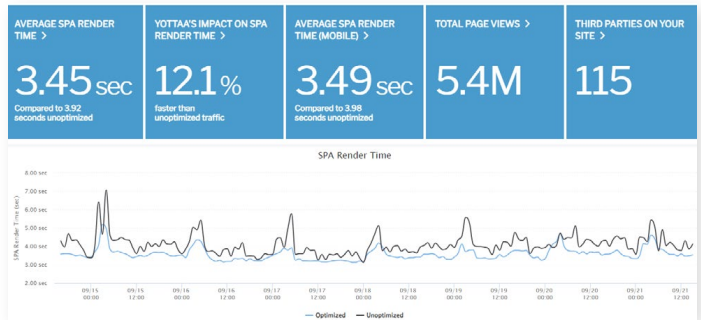 AVERAGE SPA RENDER
TIME >
3.45 sec
Compared to 3.92
seconds unoptimized
YOTTAA'S IMPACT ON SPA
RENDER TIME >
12.1 %
faster than
unoptimized traffic
AVERAGE SPA RENDER
TIME (MOBILE) >
3.49 sec
Compared to 3.98
seconds unoptimized
TOTAL PAGE VIEWS >
5.4M
THIRD PARTIES ON YOUR
SITE >
115
SPA Render Time
SPA Render Time (sec)
8.00 sec
7.00 sec
6.00 sec
5.00 sec
4.00 sec
3.00 sec
2.00 sec
09/15 00:00
09/15 12:00
09/16 00:00
09/16 12:00
09/17 00:00
09/17 12:00
09/18 00:00
09/18 12:00
09/19 00:00
09/19 12:00
09/20 00:00
09/20 12:00
09/21 00:00
09/21 12:00
Optimized
Unoptimized